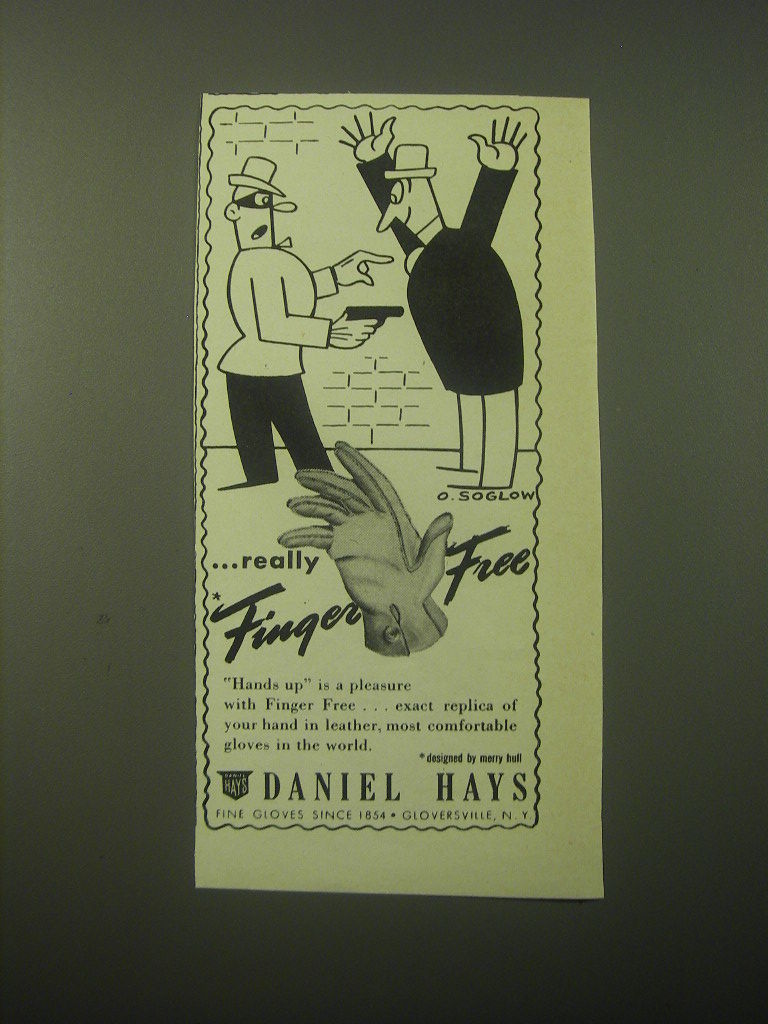 O. SOGLOW
...really
*Finger Free
"Hands up" is a pleasure
with Finger Free . . . exact replica of
your hand in leather, most comfortable
gloves in the world.
*designed by merry hull
DANIEL
HAYS
DANIEL HAYS
FINE GLOVES SINCE 1854 • GLOVERSVILLE, N. Y.